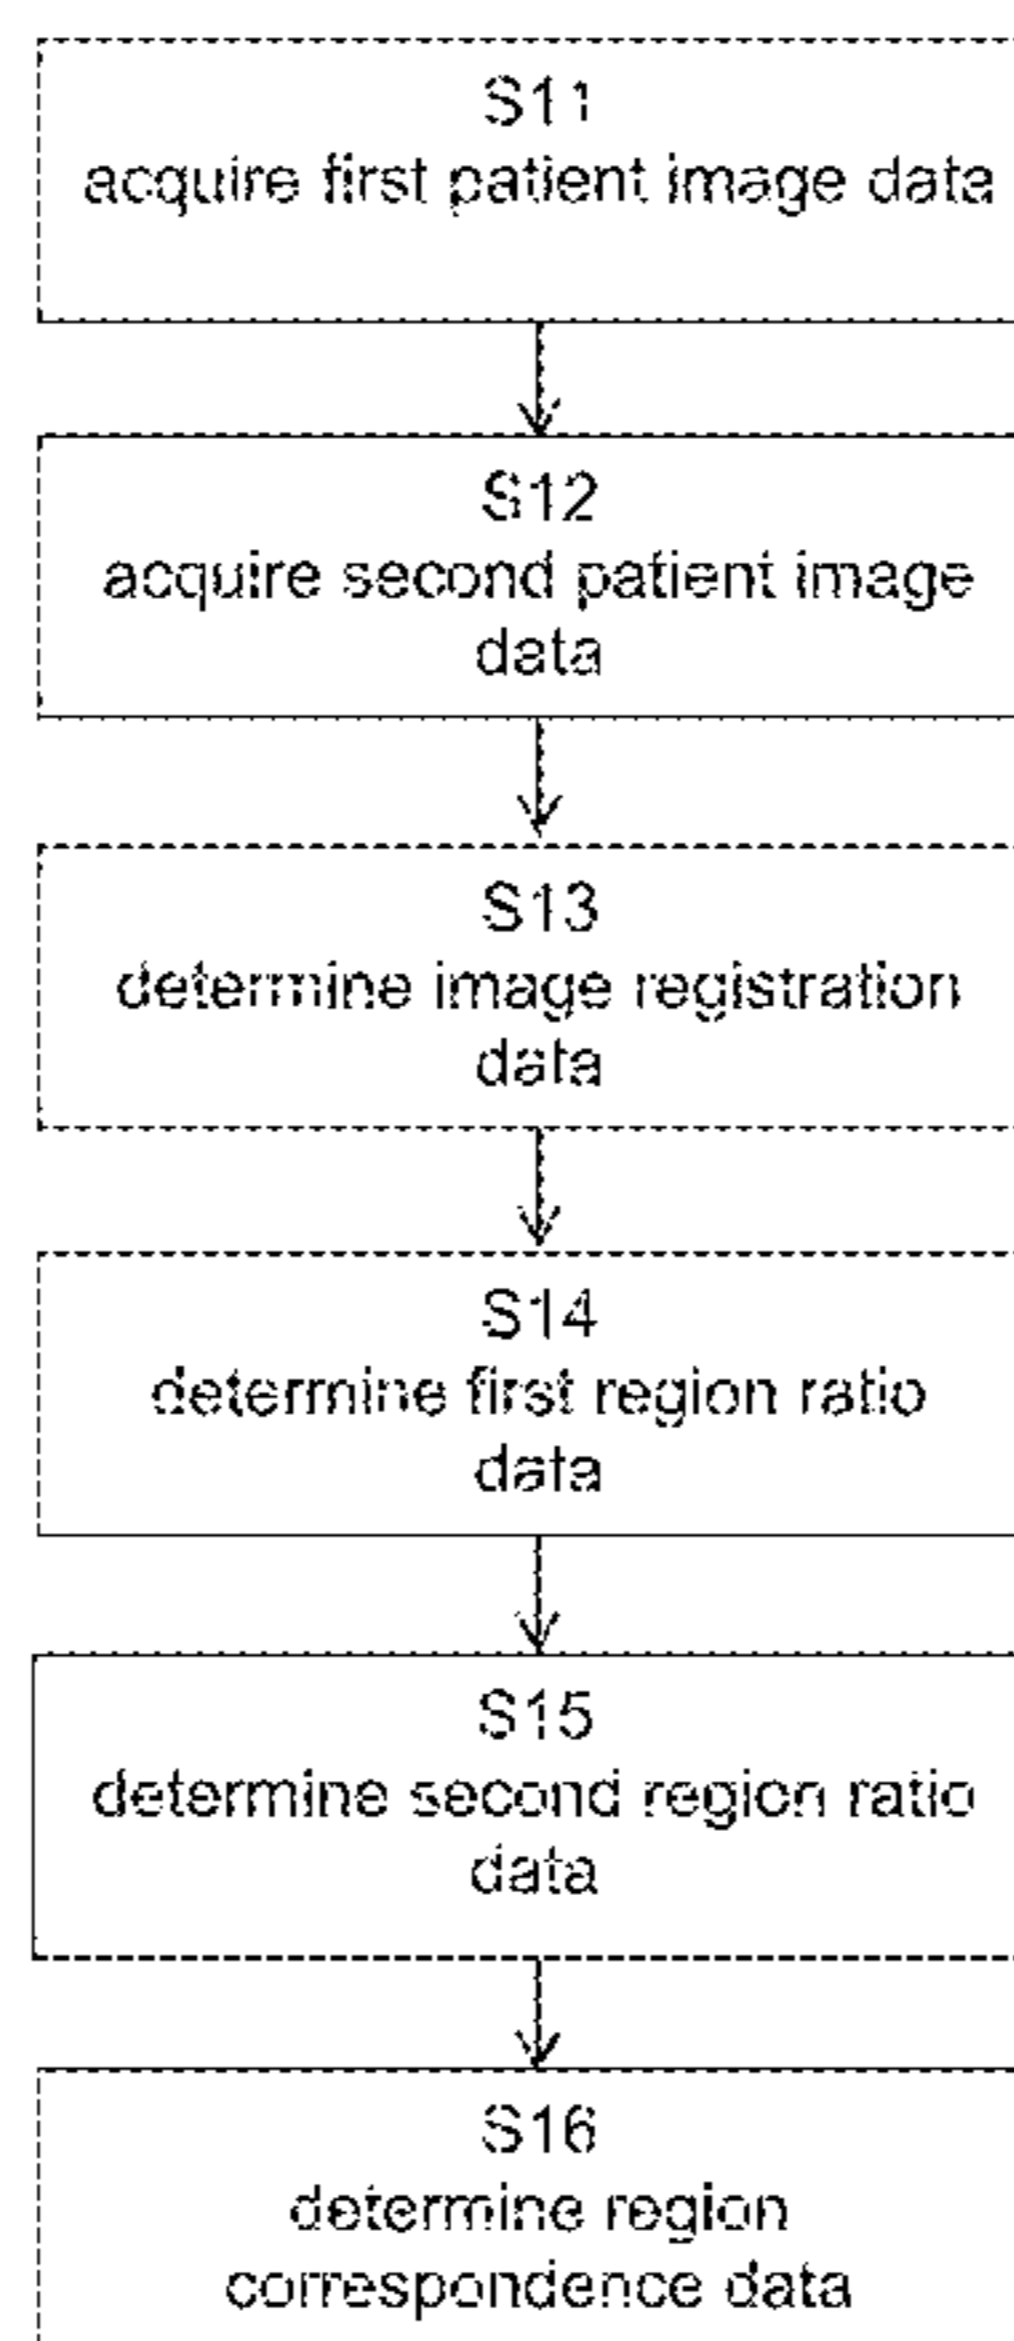 S11
acquire first patient image data
S12
acquire second patient image
data
S13
determine image registration
data
S14
determine first region ratio
data
S15
determine second region ratio
data
S16
determine region
correspondence data